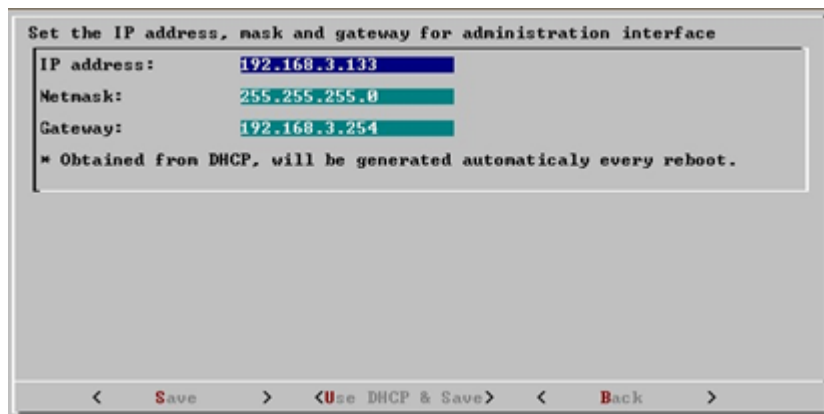 Set the IP address, mask and gateway for administration interface
IP address: 192.168.3.133
Netmask: 255.255.255.0
Gateway: 192.168.3.254
* Obtained from DHCP, will be generated automaticaly every reboot.
< Save > <Use DHCP & Save> < Back >